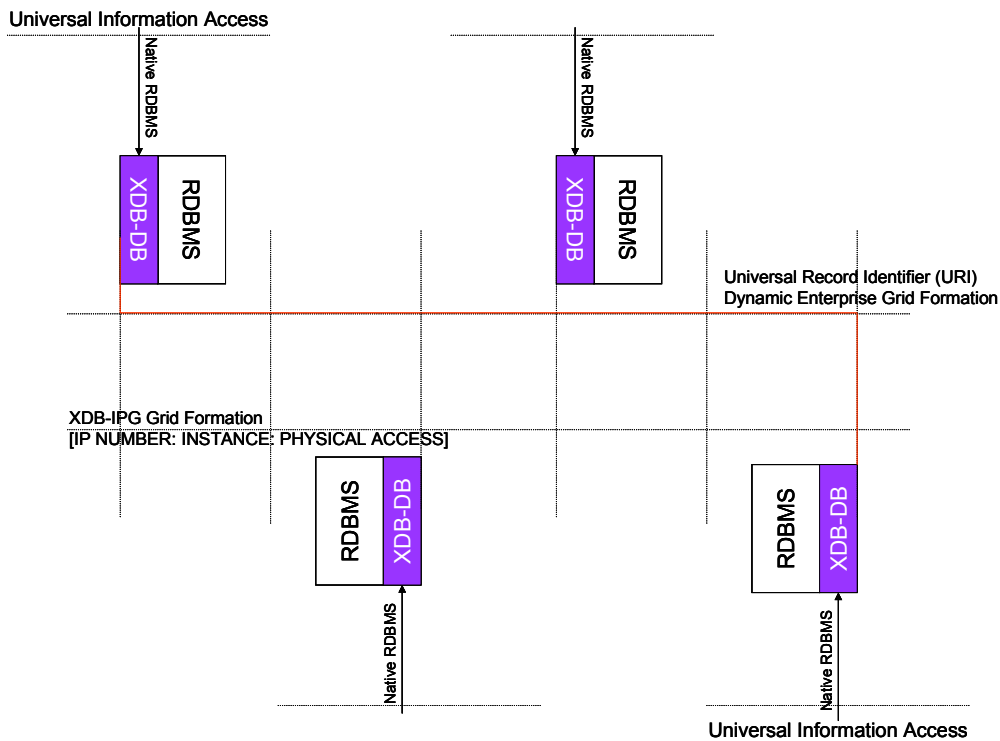 Universal Information Access
Native RDBMS
Native RDBMS
XDB-DB
RDBMS
XDB-DB
RDBMS
Universal Record Identifier (URI)
Dynamic Enterprise Grid Formation
XDB-IPG Grid Formation
[IP NUMBER: INSTANCE: PHYSICAL ACCESS]
RDBMS
XDB-DB
RDBMS
XDB-DB
Native RDBMS
Native RDBMS
Universal Information Access